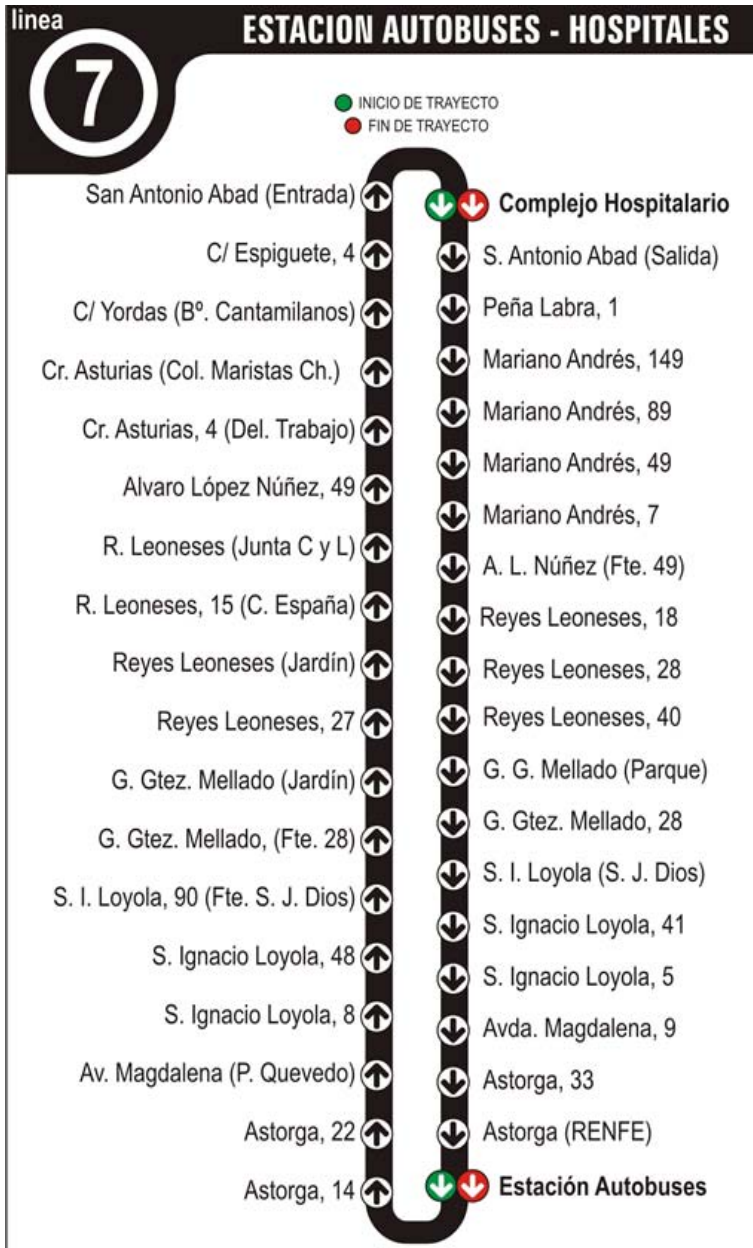 linea
7
ESTACION AUTOBUSES - HOSPITALES
INICIO DE TRAYECTO
FIN DE TRAYECTO
San Antonio Abad (Entrada)
C/ Espiguete, 4
C/ Yordas (Bº. Cantamilanos)
Cr. Asturias (Col. Maristas Ch.)
Cr. Asturias, 4 (Del. Trabajo)
Alvaro López Núñez, 49
R. Leoneses (Junta C y L)
R. Leoneses, 15 (C. España)
Reyes Leoneses (Jardín)
Reyes Leoneses, 27
G. Gtez. Mellado (Jardín)
G. Gtez. Mellado, (Fte. 28)
S. I. Loyola, 90 (Fte. S. J. Dios)
S. Ignacio Loyola, 48
S. Ignacio Loyola, 8
Av. Magdalena (P. Quevedo)
Astorga, 22
Astorga, 14
Complejo Hospitalario
S. Antonio Abad (Salida)
Peña Labra, 1
Mariano Andrés, 149
Mariano Andrés, 89
Mariano Andrés, 49
Mariano Andrés, 7
A. L. Núñez (Fte. 49)
Reyes Leoneses, 18
Reyes Leoneses, 28
Reyes Leoneses, 40
G. G. Mellado (Parque)
G. Gtez. Mellado, 28
S. I. Loyola (S. J. Dios)
S. Ignacio Loyola, 41
S. Ignacio Loyola, 5
Avda. Magdalena, 9
Astorga, 33
Astorga (RENFE)
Estación Autobuses